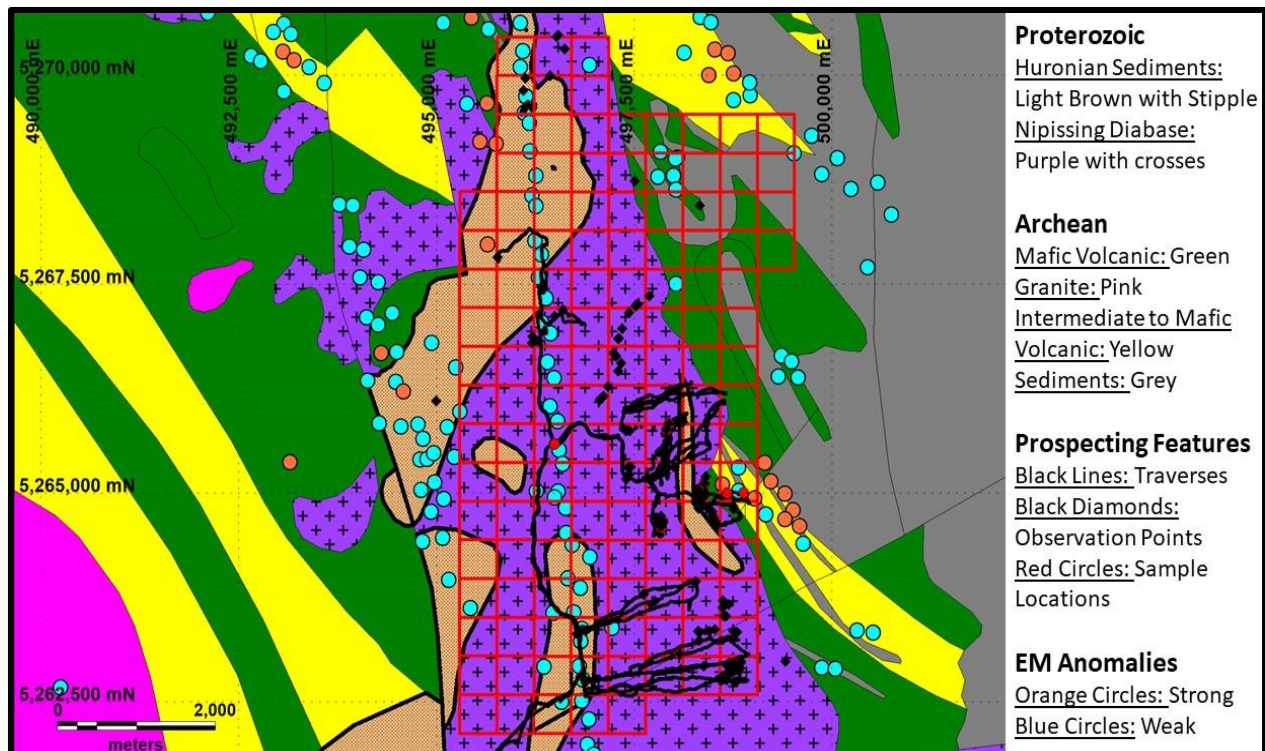 490,000 mE
492,500 mE
495,000 mE
497,500 mE
500,000 mE
5,270,000 mN
5,267,500 mN
5,265,000 mN
5,262,500 mN
0
2,000
meters
Proterozoic
Huronian Sediments:
Light Brown with Stipple
Nipissing Diabase:
Purple with crosses
Archean
Mafic Volcanic: Green
Granite: Pink
Intermediate to Mafic
Volcanic: Yellow
Sediments: Grey
Prospecting Features
Black Lines: Traverses
Black Diamonds:
Observation Points
Red Circles: Sample
Locations
EM Anomalies
Orange Circles: Strong
Blue Circles: Weak